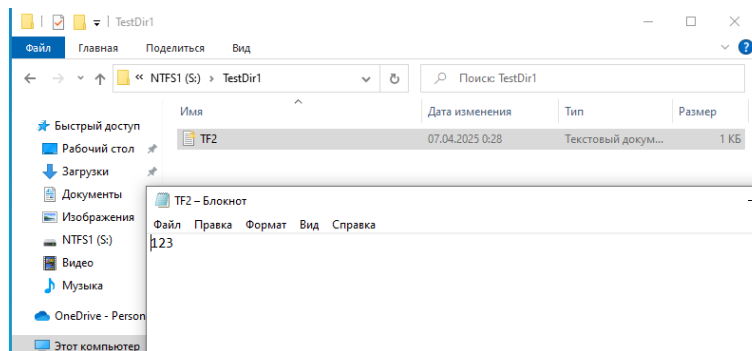 TestDir1
Файл Главная Поделиться Вид
« NTFS1 (S:) > TestDir1 Поиск: TestDir1
Имя Дата изменения Тип Размер
Быстрый доступ
TF2 07.04.2025 0:28 Текстовый докум... 1 КБ
Рабочий стол
Загрузки
Документы
Изображения
NTFS1 (S:)
Видео
Музыка
OneDrive - Person
Этот компьютер
TF2 – Блокнот
Файл Правка Формат Вид Справка
123